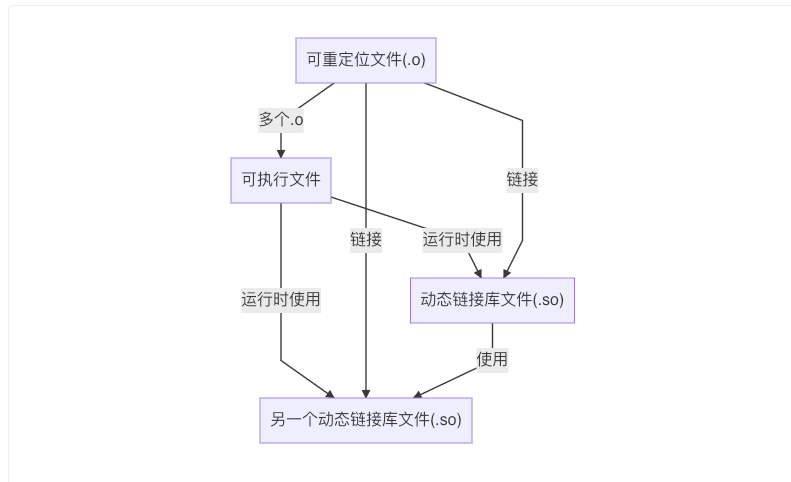 可重定位文件(.o)
多个.o
可执行文件
链接
链接
运行时使用
运行时使用
动态链接库文件(.so)
使用
另一个动态链接库文件(.so)